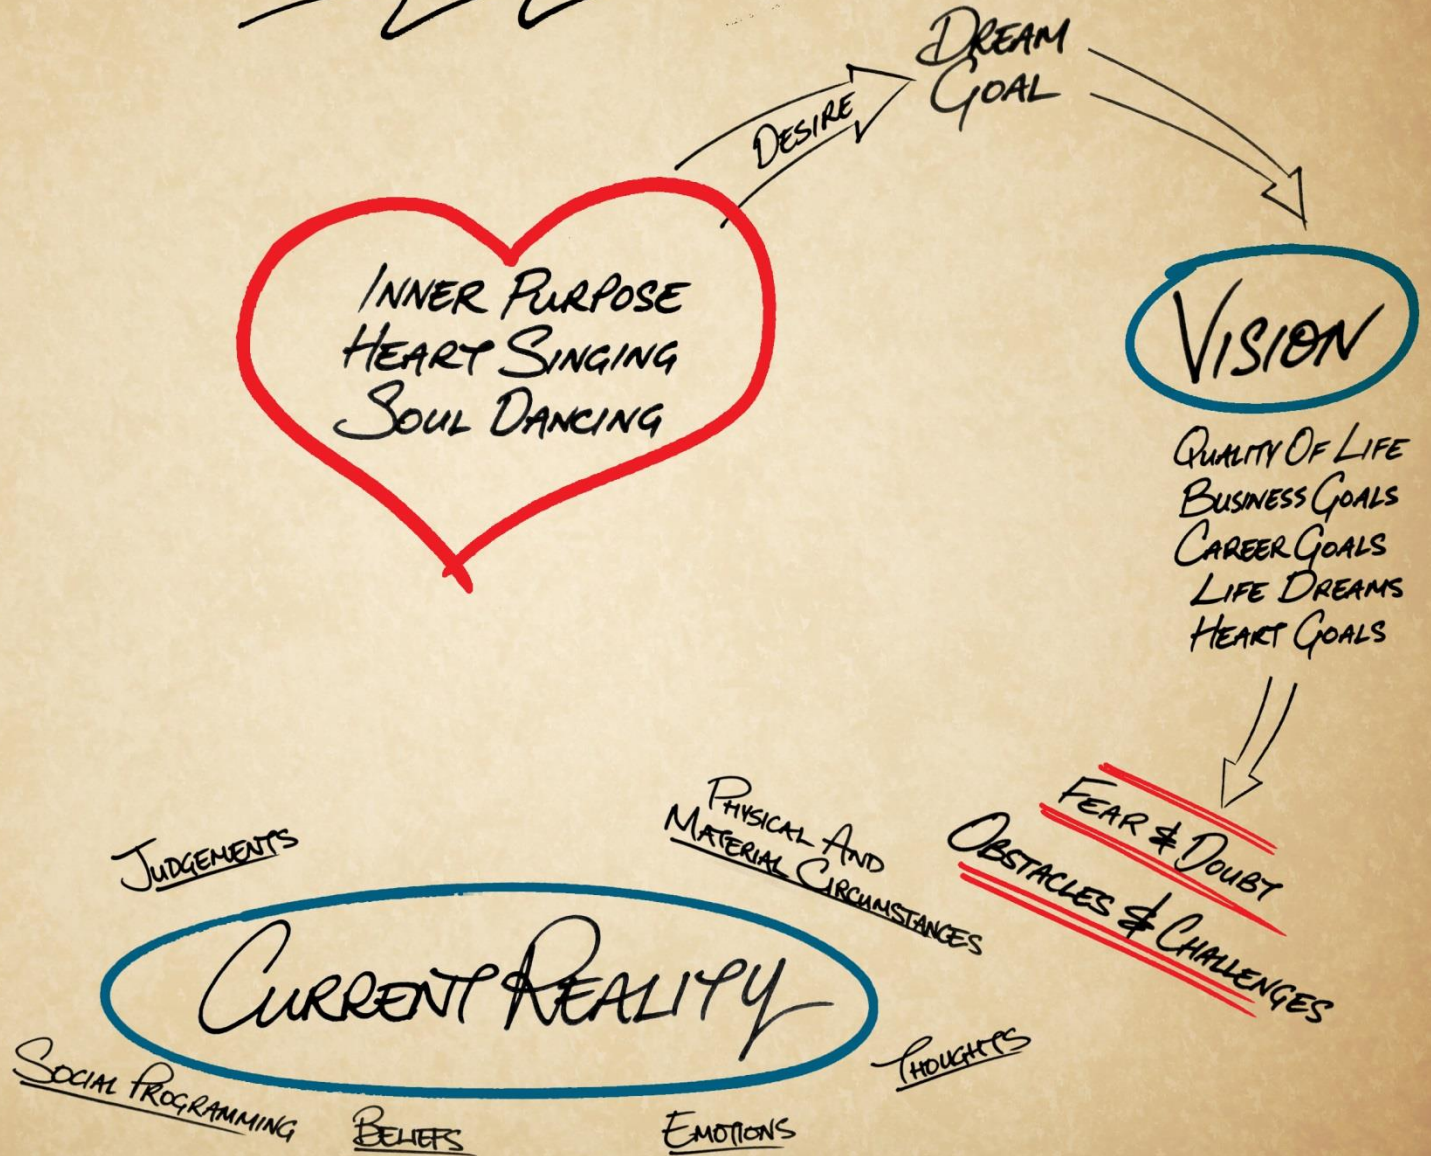 DREAM
GOAL
DESIRE
INNER PURPOSE
HEART SINGING
SOUL DANCING
VISION
QUALITY OF LIFE
BUSINESS GOALS
CAREER GOALS
LIFE DREAMS
HEART GOALS
FEAR & DOUBT
OBSTACLES & CHALLENGES
PHYSICAL AND
MATERIAL CIRCUMSTANCES
JUDGEMENTS
CURRENT REALITY
THOUGHTS
SOCIAL PROGRAMMING
BELIEFS
EMOTIONS